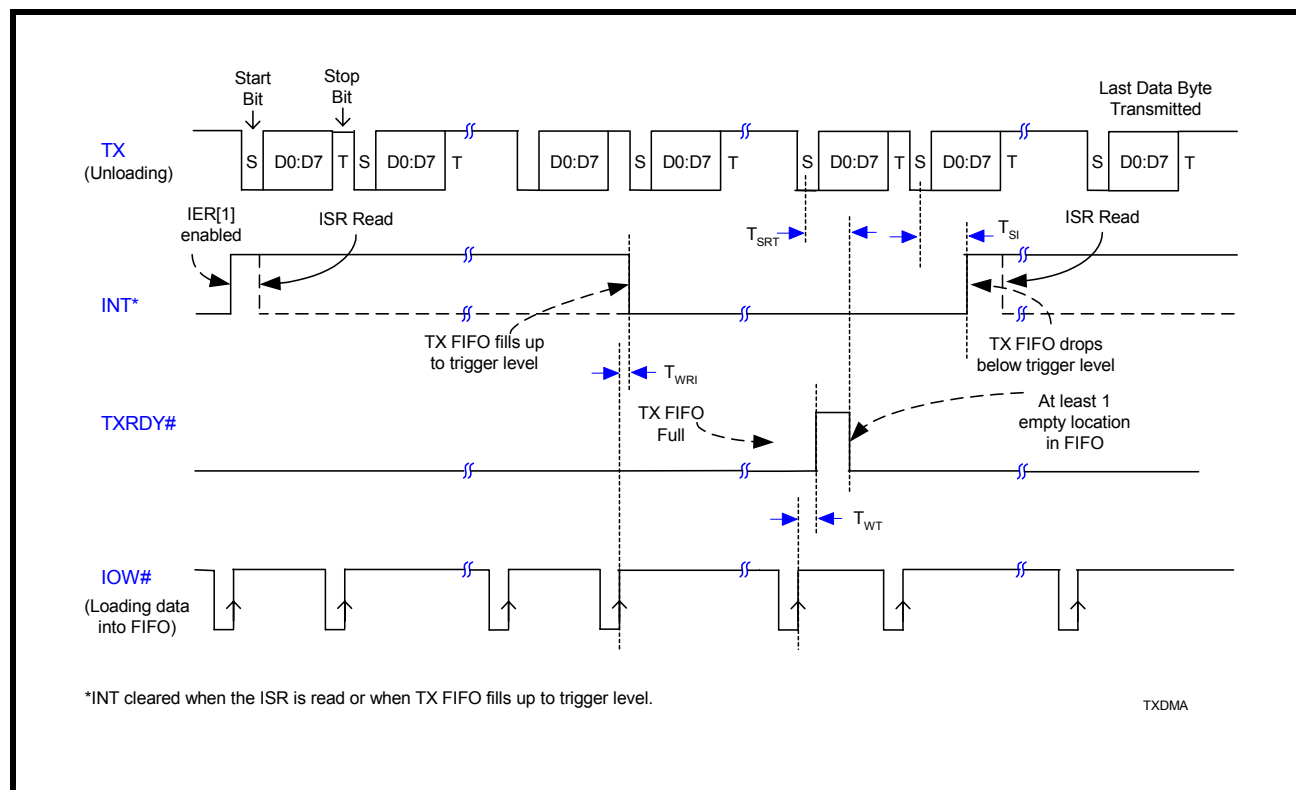 Start
Bit
Stop
Bit
Last Data Byte
Transmitted
TX
(Unloading)
S D0:D7 T S D0:D7 T D0:D7 S D0:D7 T S D0:D7 T S D0:D7 T S D0:D7 T
IER[1]
enabled
ISR Read
TSRT
TSI
ISR Read
INT*
TX FIFO fills up
to trigger level
TX FIFO drops
below trigger level
TWRI
TXRDY#
TX FIFO
Full
At least 1
empty location
in FIFO
TWT
IOW#
(Loading data
into FIFO)
*INT cleared when the ISR is read or when TX FIFO fills up to trigger level.
TXDMA